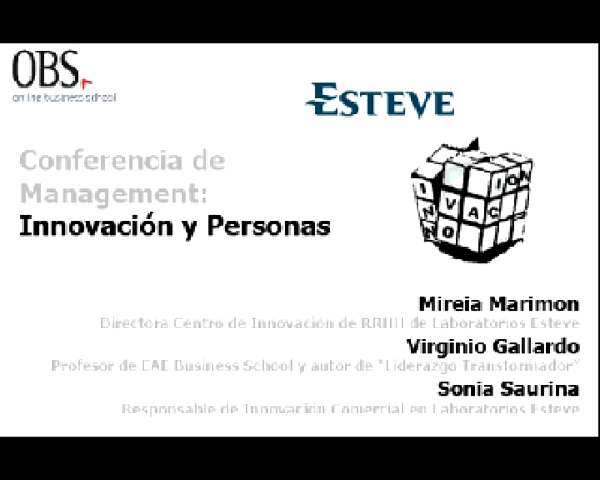 OBS
online business school
ESTEVE
Conferencia de
Management:
Innovación y Personas
INNOVACION
Mireia Marimon
Directora Centro de Innovación de RRHH de Laboratorios Esteve
Virginio Gallardo
Profesor de EAE Business School y autor de "Liderazgo Transformador"
Sonia Saurina
Responsable de Innovación Comercial en Laboratorios Esteve